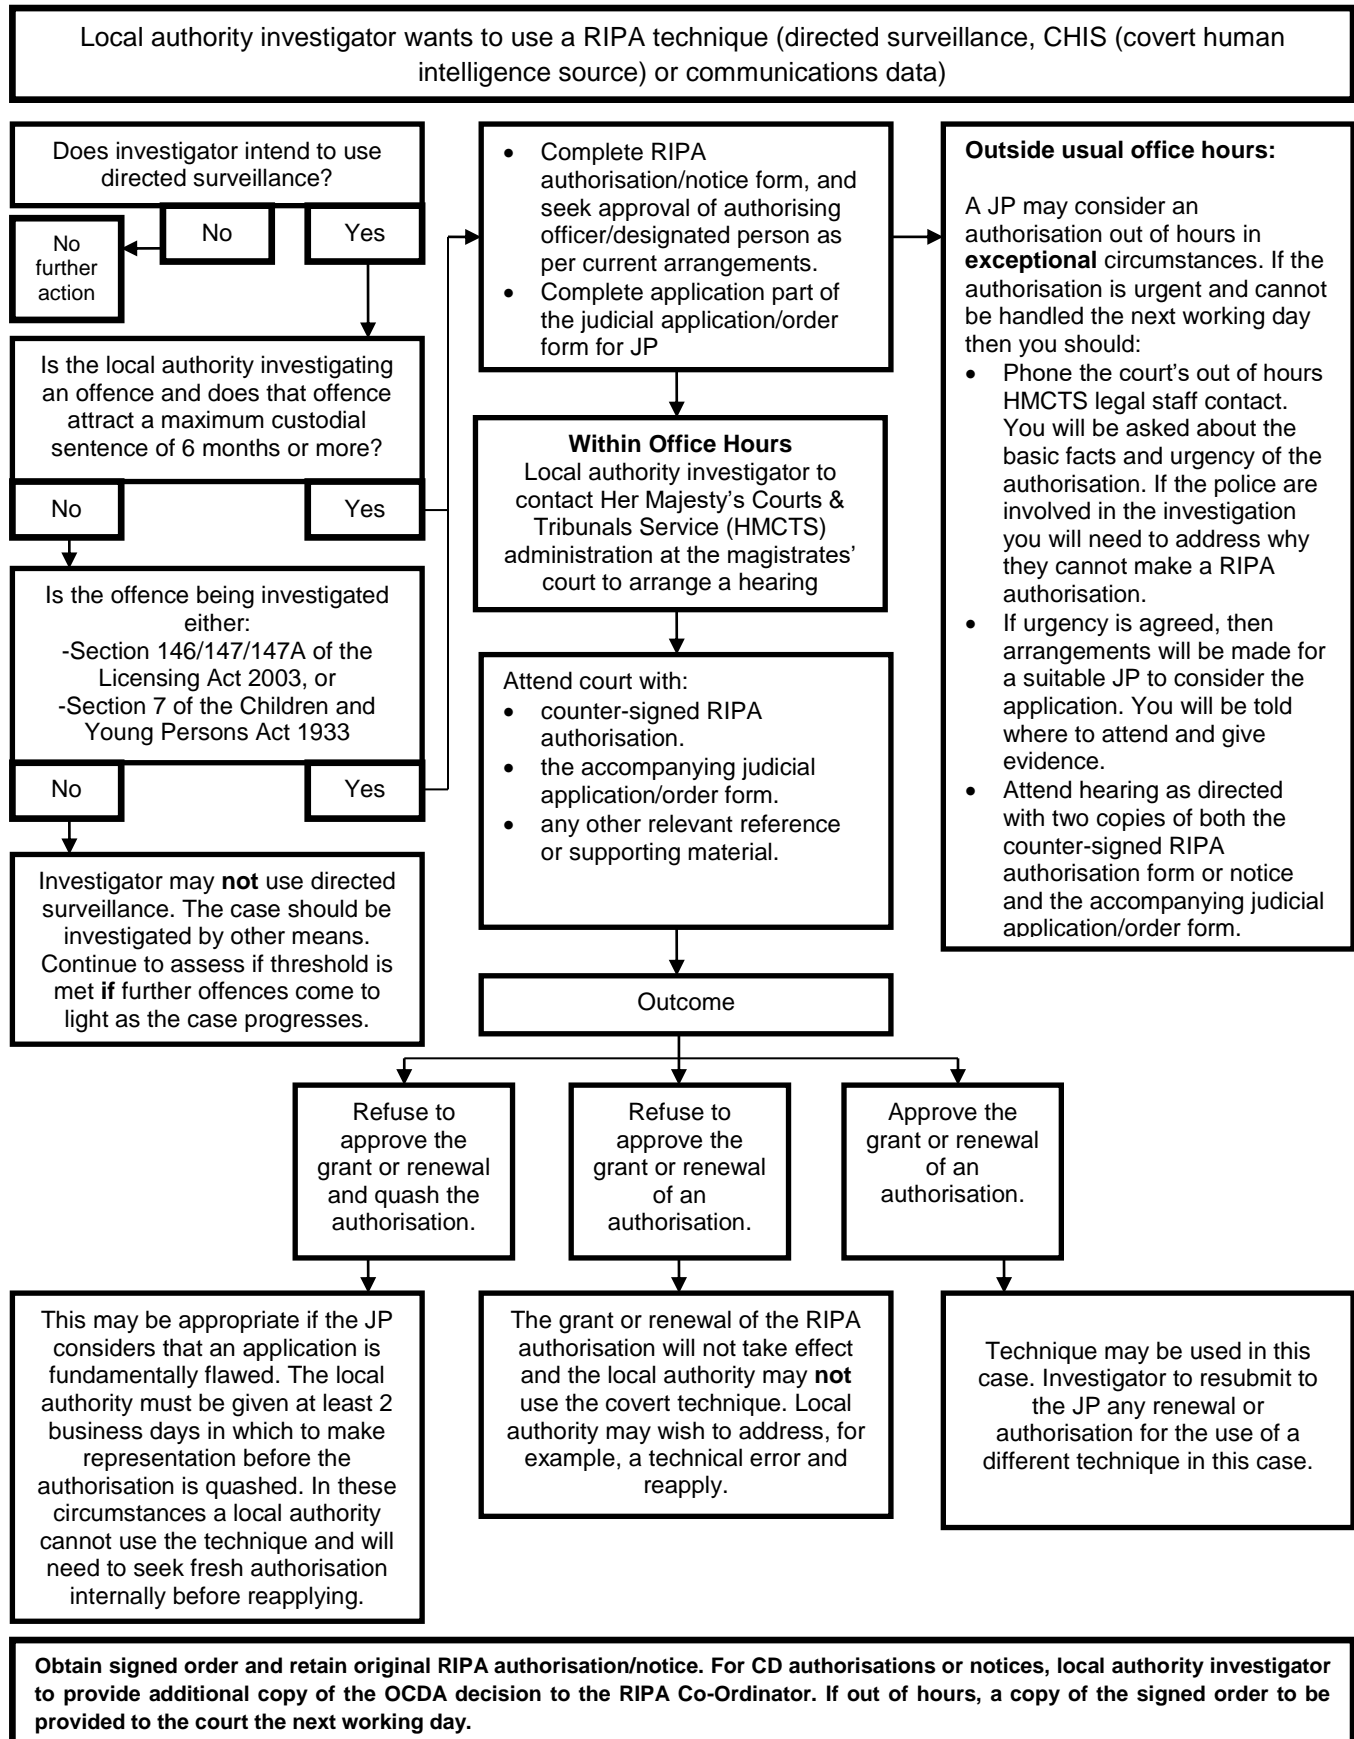 Local authority investigator wants to use a RIPA technique (directed surveillance, CHIS (covert human
intelligence source) or communications data)
Does investigator intend to use
directed surveillance?
No
Yes
No
further
action
Is the local authority investigating
an offence and does that offence
attract a maximum custodial
sentence of 6 months or more?
No
Yes
Is the offence being investigated
either:
-Section 146/147/147A of the
Licensing Act 2003, or
-Section 7 of the Children and
Young Persons Act 1933
No
Yes
Investigator may not use directed
surveillance. The case should be
investigated by other means.
Continue to assess if threshold is
met if further offences come to
light as the case progresses.
• Complete RIPA
authorisation/notice form, and
seek approval of authorising
officer/designated person as
per current arrangements.
• Complete application part of
the judicial application/order
form for JP
Within Office Hours
Local authority investigator to
contact Her Majesty's Courts &
Tribunals Service (HMCTS)
administration at the magistrates'
court to arrange a hearing
Attend court with:
• counter-signed RIPA
authorisation.
• the accompanying judicial
application/order form.
• any other relevant reference
or supporting material.
Outside usual office hours:
A JP may consider an
authorisation out of hours in
exceptional circumstances. If the
authorisation is urgent and cannot
be handled the next working day
then you should:
• Phone the court's out of hours
HMCTS legal staff contact.
You will be asked about the
basic facts and urgency of the
authorisation. If the police are
involved in the investigation
you will need to address why
they cannot make a RIPA
authorisation.
• If urgency is agreed, then
arrangements will be made for
a suitable JP to consider the
application. You will be told
where to attend and give
evidence.
• Attend hearing as directed
with two copies of both the
counter-signed RIPA
authorisation form or notice
and the accompanying judicial
application/order form.
Outcome
Refuse to
approve the
grant or renewal
and quash the
authorisation.
Refuse to
approve the
grant or renewal
of an
authorisation.
Approve the
grant or renewal
of an
authorisation.
This may be appropriate if the JP
considers that an application is
fundamentally flawed. The local
authority must be given at least 2
business days in which to make
representation before the
authorisation is quashed. In these
circumstances a local authority
cannot use the technique and will
need to seek fresh authorisation
internally before reapplying.
The grant or renewal of the RIPA
authorisation will not take effect
and the local authority may not
use the covert technique. Local
authority may wish to address, for
example, a technical error and
reapply.
Technique may be used in this
case. Investigator to resubmit to
the JP any renewal or
authorisation for the use of a
different technique in this case.
Obtain signed order and retain original RIPA authorisation/notice. For CD authorisations or notices, local authority investigator
to provide additional copy of the OCDA decision to the RIPA Co-Ordinator. If out of hours, a copy of the signed order to be
provided to the court the next working day.